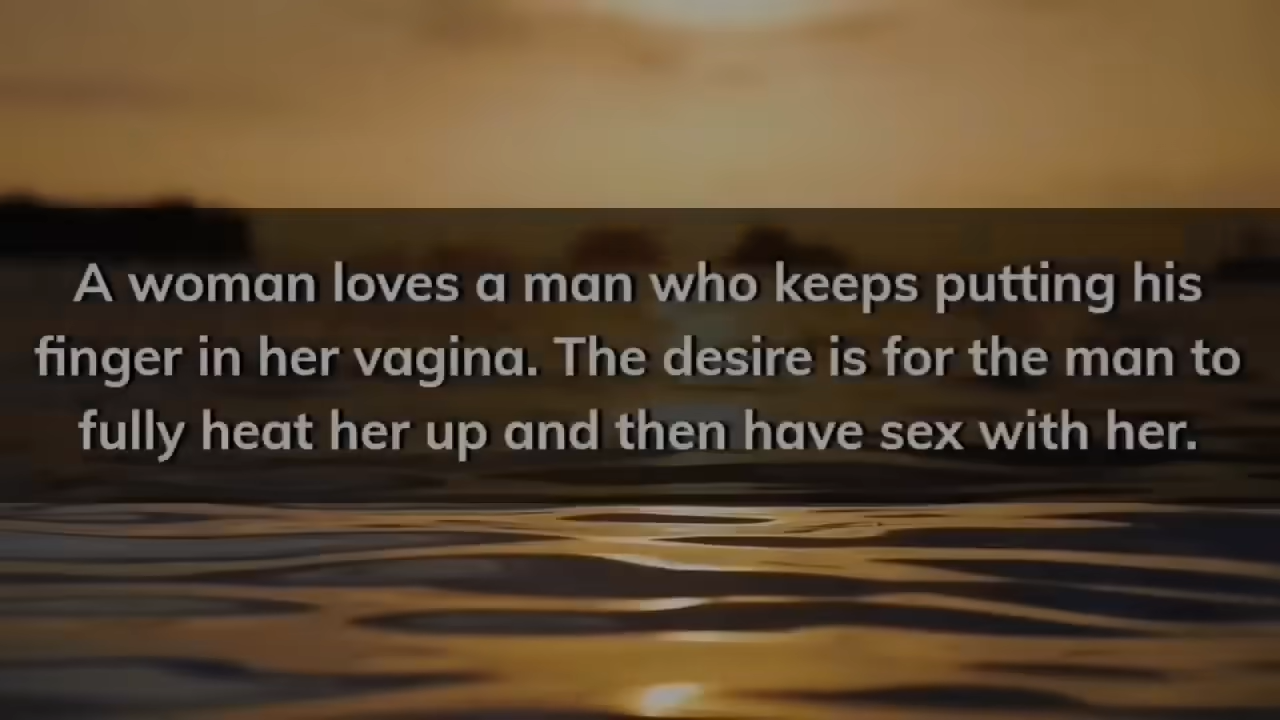 A woman loves a man who keeps putting his
finger in her vagina. The desire is for the man to
fully heat her up and then have sex with her.